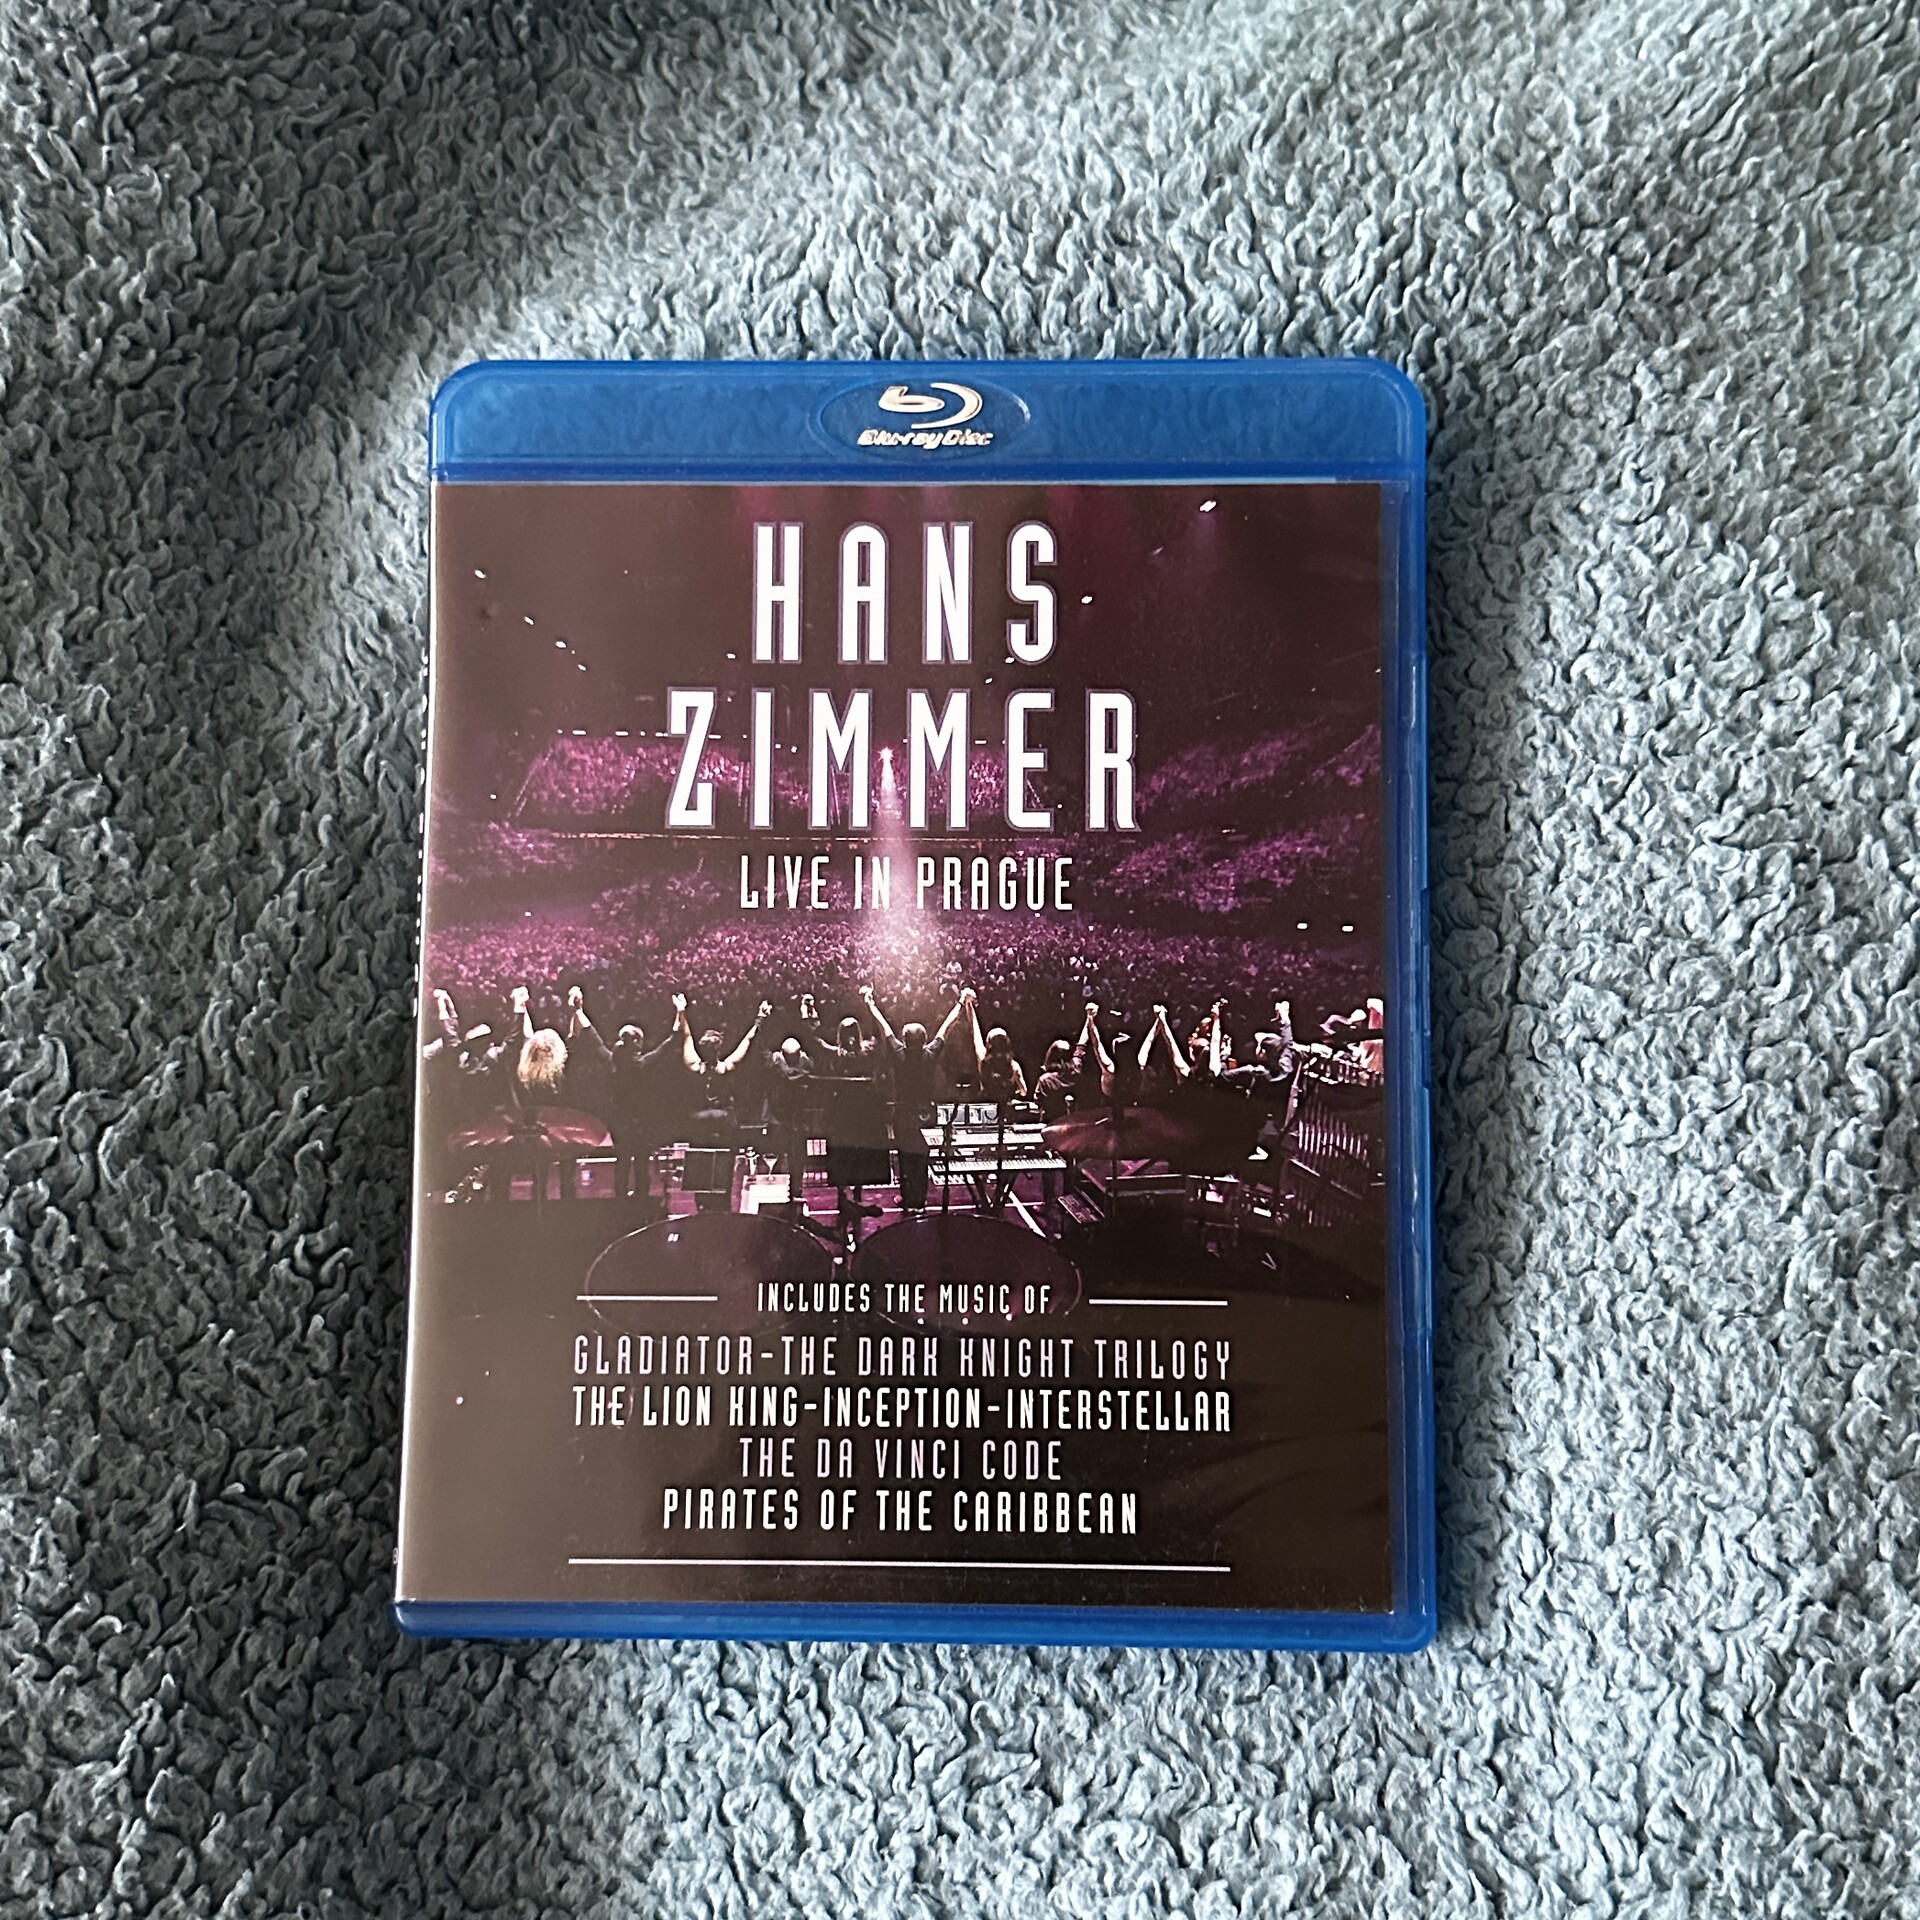 Blu-ray Disc
HANS
ZIMMER
LIVE IN PRAGUE
INCLUDES THE MUSIC OF
GLADIATOR-THE DARK KNIGHT TRILOGY
THE LION KING-INCEPTION-INTERSTELLAR
THE DA VINCI CODE
PIRATES OF THE CARIBBEAN